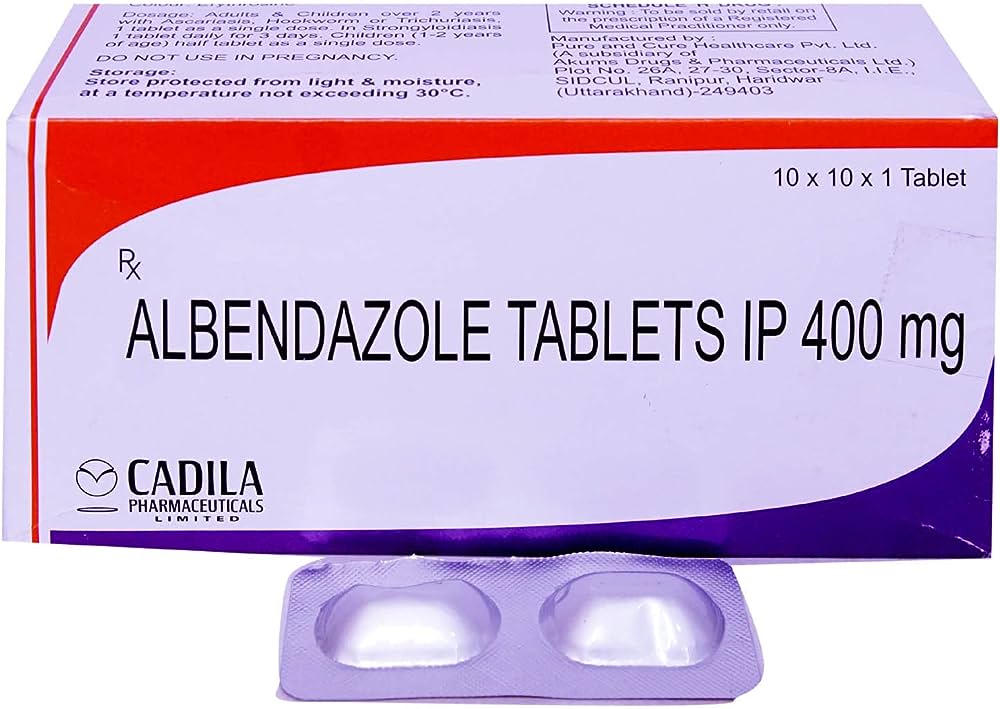 Dosage: Adults & Children over 2 years
with Ascariasis, Hookworm or Trichuriasis,
1 tablet as a single dose. In Strongyloidiasis
1 tablet daily for 3 days. Children (1-2 years
of age) half tablet as a single dose.
DO NOT USE IN PREGNANCY.
Storage:
Store protected from light & moisture,
at a temperature not exceeding 30°C.
SCHEDULE H DRUG
Warning : To be sold by retail on
the prescription of a Registered
Medical Practitioner only.
Manufactured by :
Pure and Cure Healthcare Pvt. Ltd.
(A subsidiary of
Akums Drugs & Pharmaceuticals Ltd.)
Plot No. 26A, 27-30, Sector-8A, I.I.E.,
SIDCUL, Ranipur, Haridwar
(Uttarakhand)-249403
10 x 10 x 1 Tablet
Rx
ALBENDAZOLE TABLETS IP 400 mg
CADILA
PHARMACEUTICALS
LIMITED